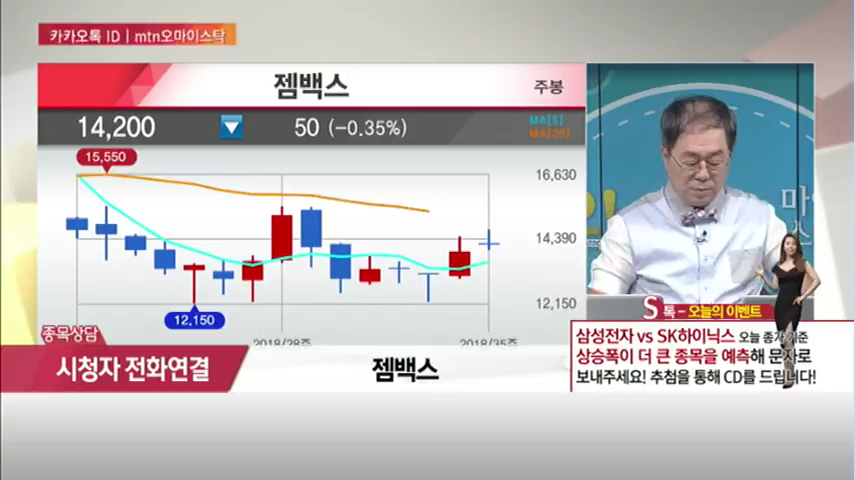 카카오톡 ID | mtn오마이스탁
젬백스
주봉
14,200
50 (-0.35%)
MA[5]
MA[20]
15,550
16,630
14,390
12,150
12,150
2018/28주
2018/35주
종목상담
시청자 전화연결
젬백스
S톡 - 오늘의 이벤트
삼성전자 vs SK하이닉스 오늘 종가 기준
상승폭이 더 큰 종목을 예측해 문자로
보내주세요! 추첨을 통해 CD를 드립니다!